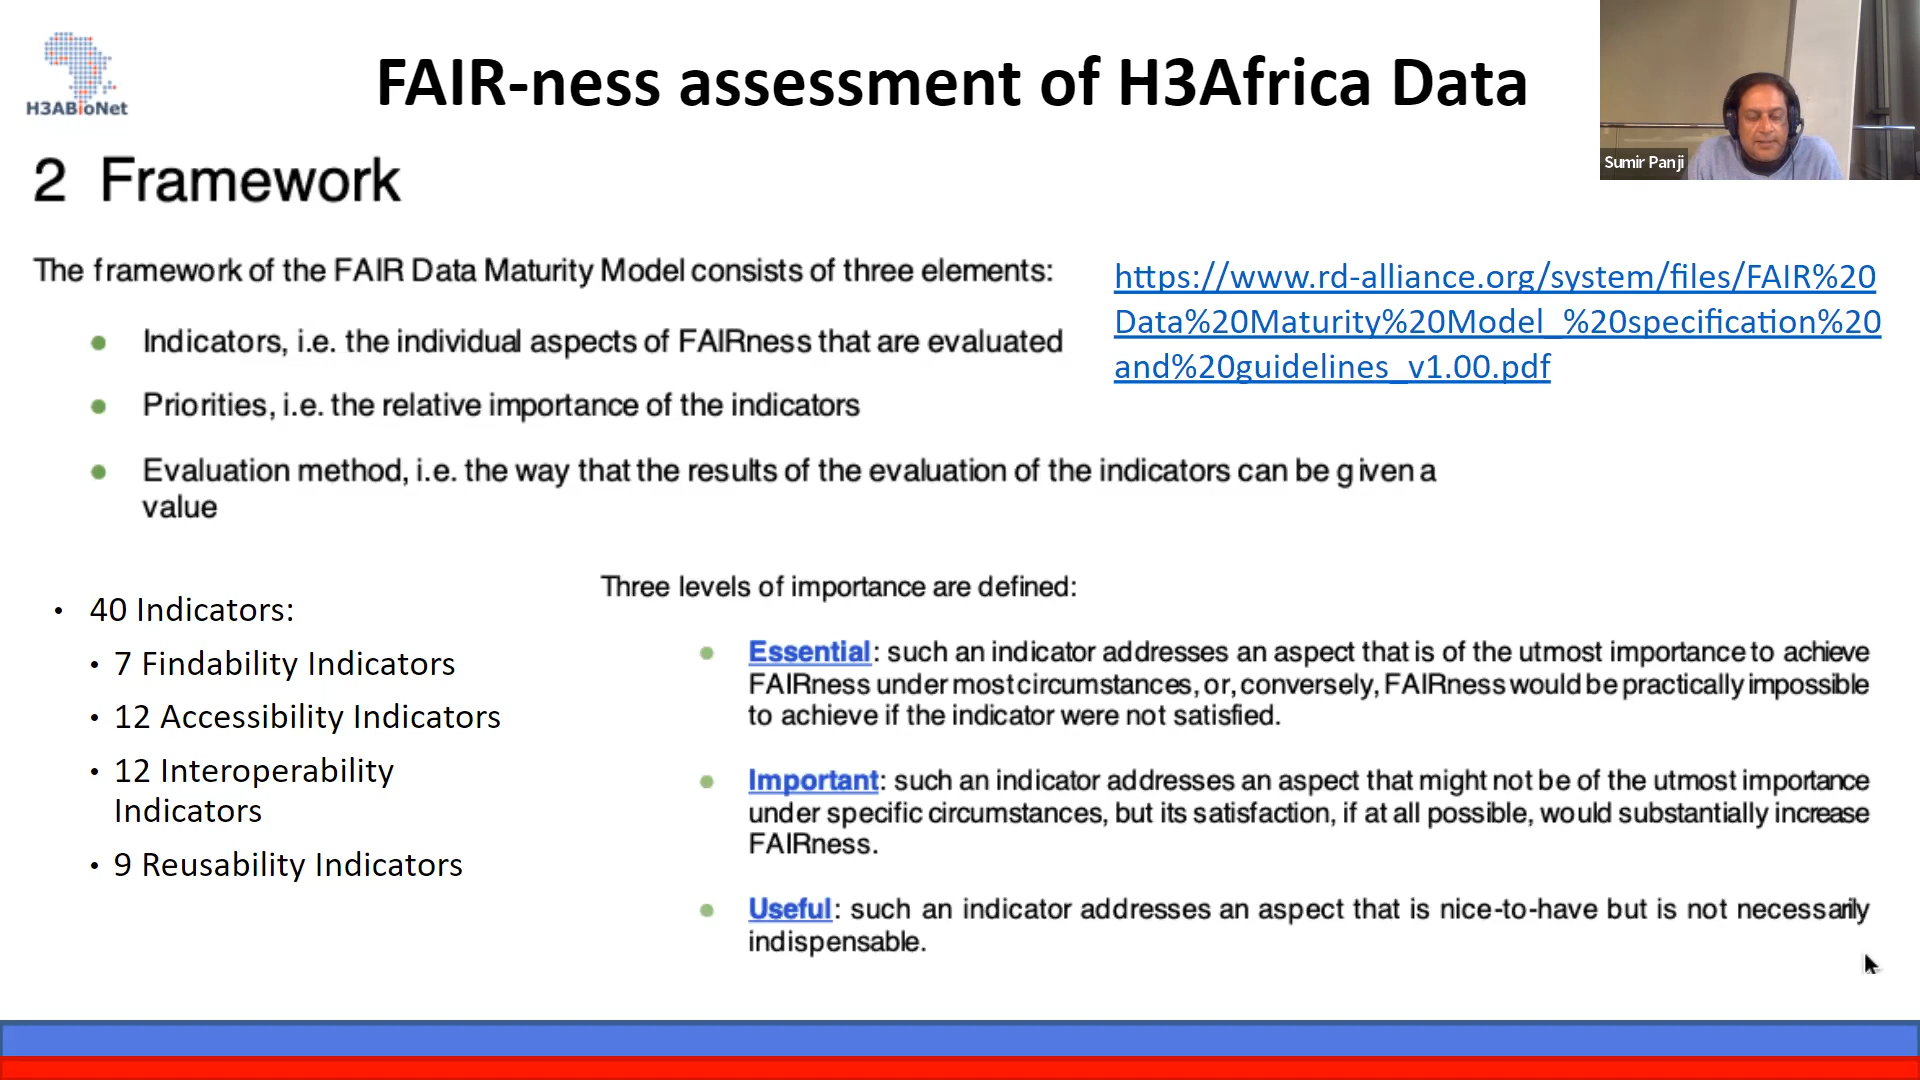 H3ABioNet
FAIR-ness assessment of H3Africa Data
Sumir Panji
2 Framework
The framework of the FAIR Data Maturity Model consists of three elements:
• Indicators, i.e. the individual aspects of FAIRness that are evaluated
• Priorities, i.e. the relative importance of the indicators
• Evaluation method, i.e. the way that the results of the evaluation of the indicators can be given a
value
https://www.rd-alliance.org/system/files/FAIR%20
Data%20Maturity%20Model_%20specification%20
and%20guidelines_v1.00.pdf
• 40 Indicators:
• 7 Findability Indicators
• 12 Accessibility Indicators
• 12 Interoperability
Indicators
• 9 Reusability Indicators
Three levels of importance are defined:
• Essential: such an indicator addresses an aspect that is of the utmost importance to achieve
FAIRness under most circumstances, or, conversely, FAIRness would be practically impossible
to achieve if the indicator were not satisfied.
• Important: such an indicator addresses an aspect that might not be of the utmost importance
under specific circumstances, but its satisfaction, if at all possible, would substantially increase
FAIRness.
• Useful: such an indicator addresses an aspect that is nice-to-have but is not necessarily
indispensable.